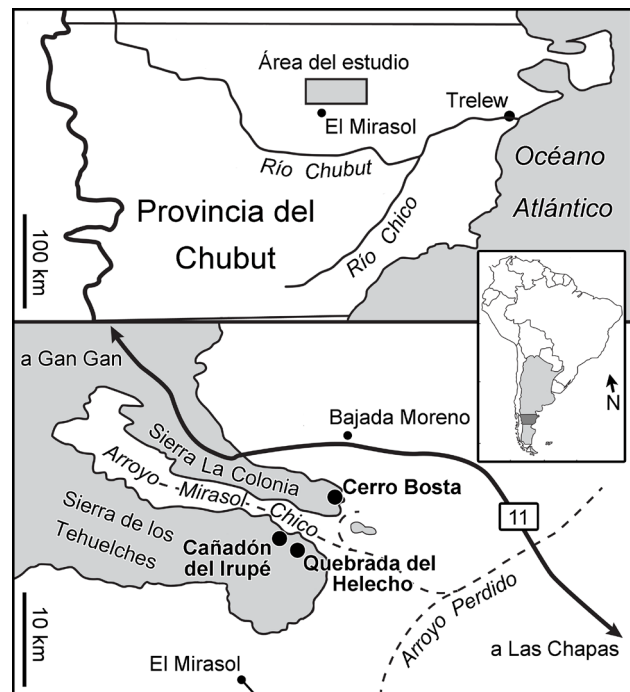 Área del estudio
Trelew
El Mirasol
Río Chubut
Océano
Atlántico
Provincia del
Chubut
Río Chico
100 km
N
a Gan Gan
Bajada Moreno
Sierra La Colonia
Cerro Bosta
Arroyo Mirasol Chico
11
Sierra de los
Tehuelches
Cañadón
del Irupé
Quebrada del
Helecho
Arroyo Perdido
10 km
a Las Chapas
El Mirasol